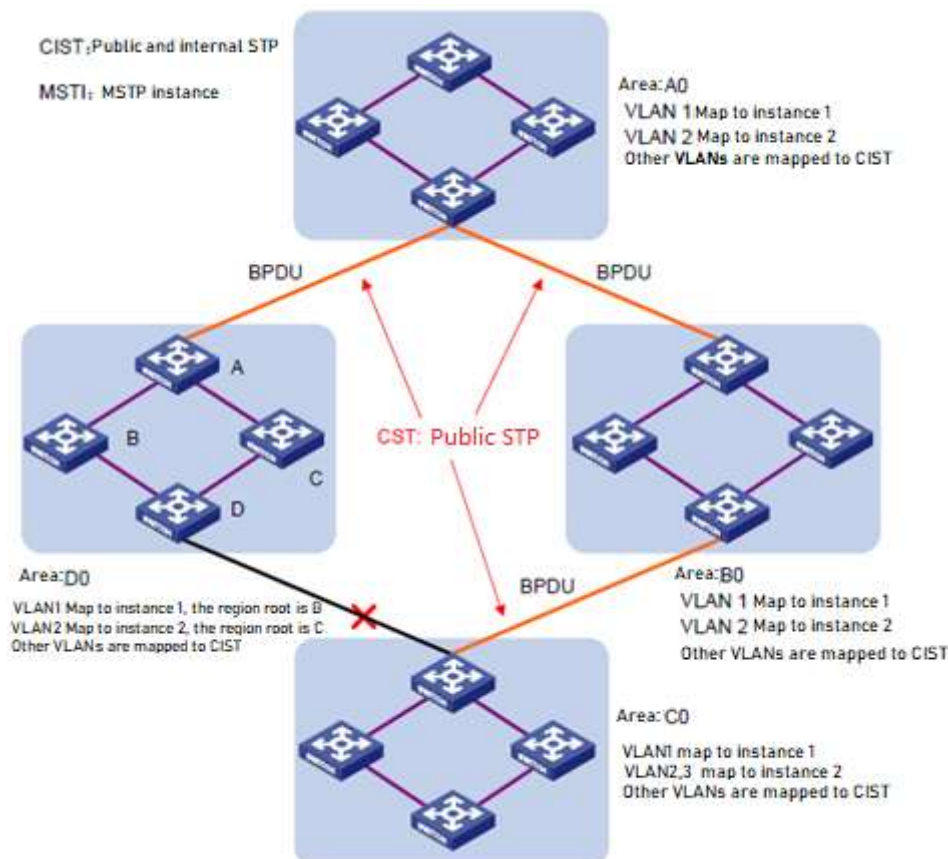 CIST:Public and internal STP
MSTI: MSTP instance
Area:A0
VLAN 1 Map to instance 1
VLAN 2 Map to instance 2
Other VLANs are mapped to CIST
BPDU
BPDU
A
B
C
D
CST: Public STP
Area:D0
VLAN1 Map to instance 1, the region root is B
VLAN2 Map to instance 2, the region root is C
Other VLANs are mapped to CIST
BPDU
Area:B0
VLAN 1 Map to instance 1
VLAN 2 Map to instance 2
Other VLANs are mapped to CIST
Area:C0
VLAN1 map to instance 1
VLAN2,3 map to instance 2
Other VLANs are mapped to CIST